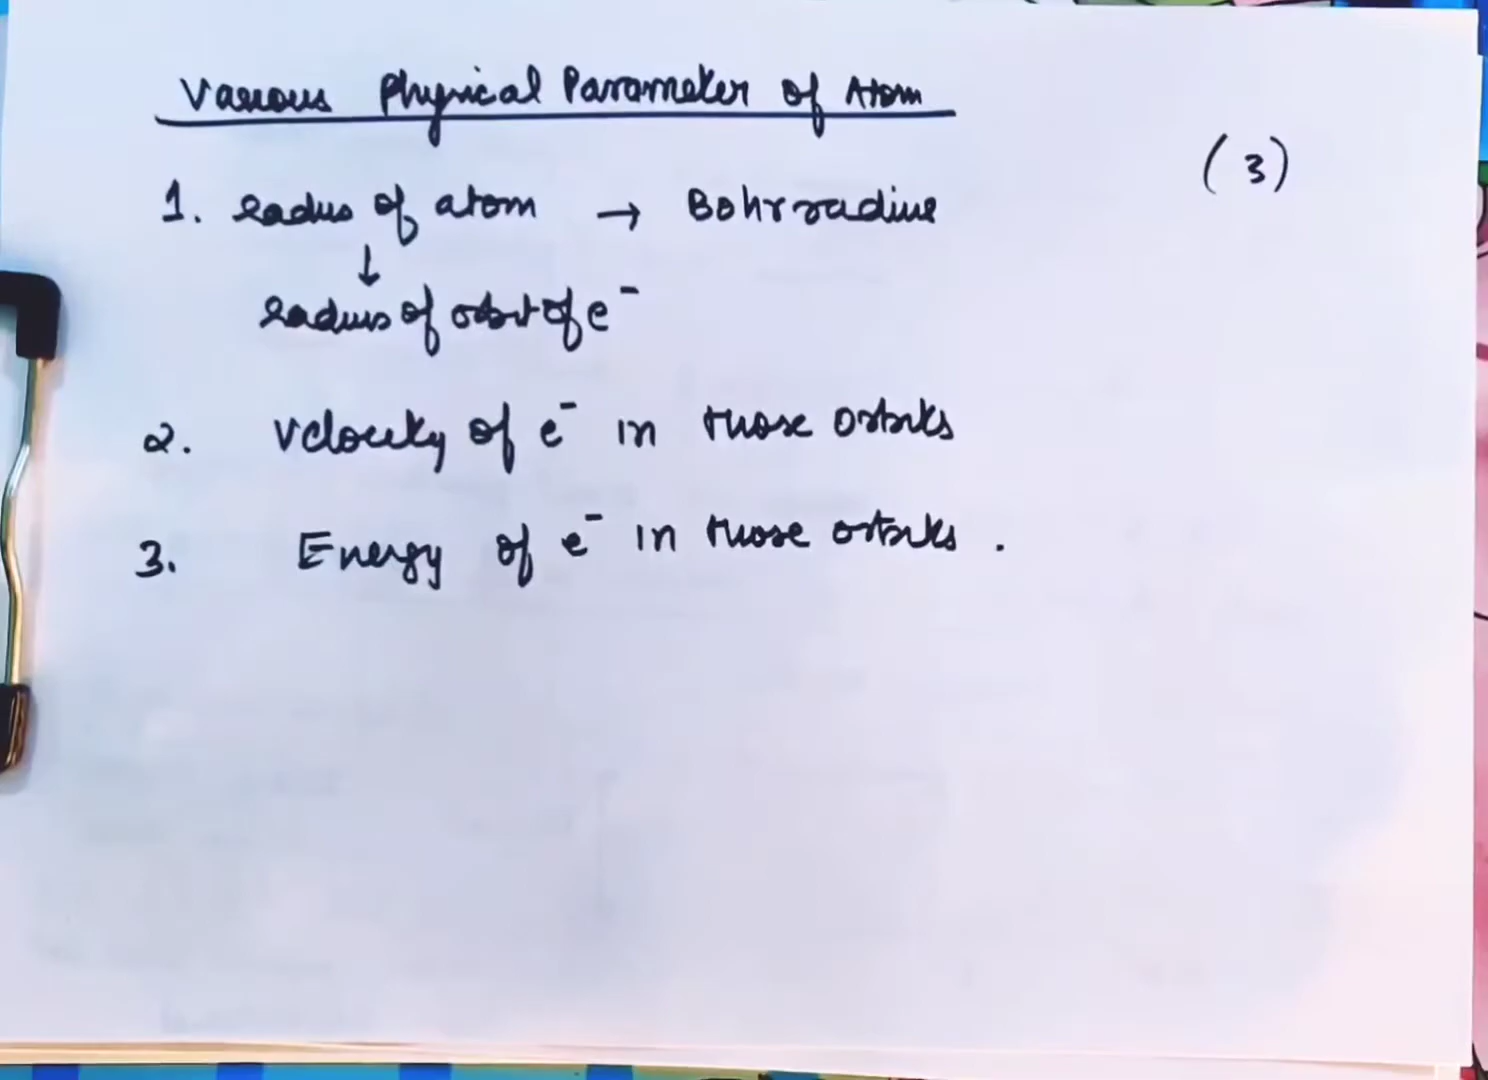 Various Physical Parameter of Atom
(3)
1. radius of atom → Bohr radius
↓
radius of orbit of e⁻
2. Velocity of e⁻ in those orbits
3. Energy of e⁻ in those orbits.